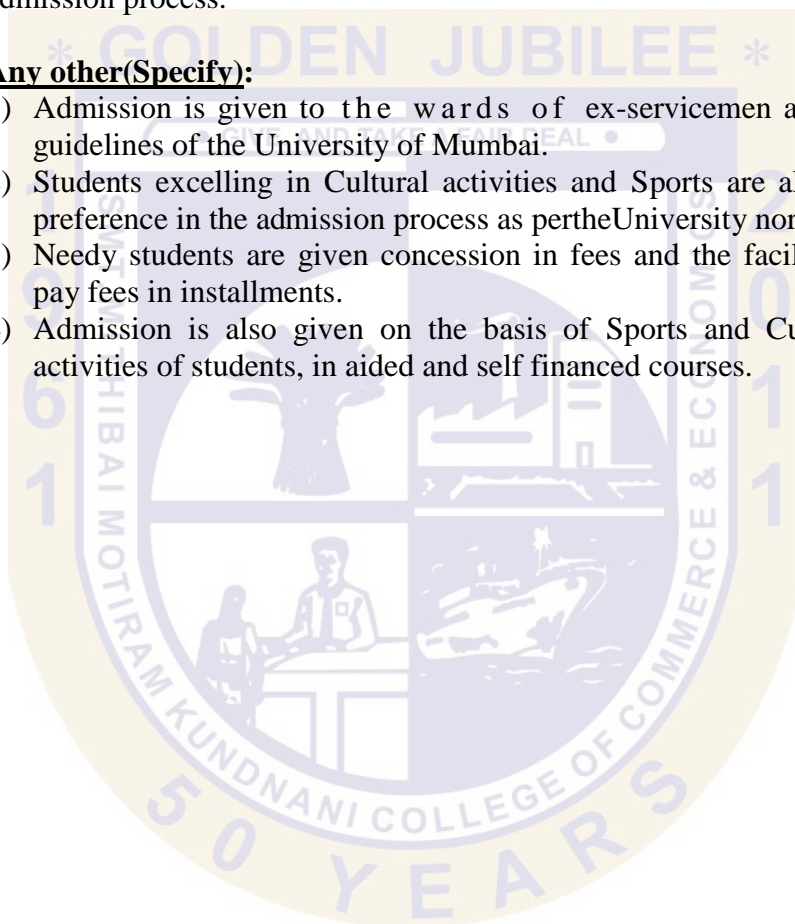 dmission process.
Any other(Specify):
) Admission is given to the wards of ex-servicemen a
guidelines of the University of Mumbai.
) Students excelling in Cultural activities and Sports are al
preference in the admission process as pertheUniversity nor
) Needy students are given concession in fees and the facil
pay fees in installments.
) Admission is also given on the basis of Sports and Cu
activities of students, in aided and self financed courses.
* GOLDEN JUBILEE *
• GIVE AND TAKE A FAIR DEAL •
1961
2011
SMT. MITHIBAI MOTIRAM KUNDNANI COLLEGE OF COMMERCE & ECONOMICS
50 YEARS